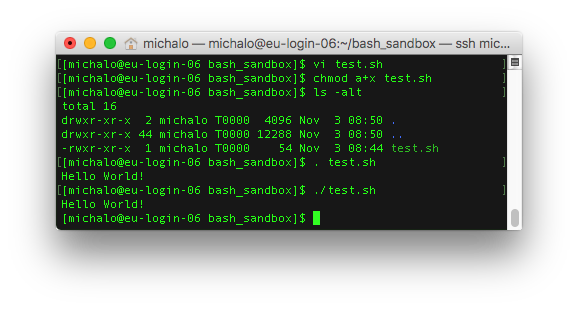 michalo — michalo@eu-login-06:~/bash_sandbox — ssh mic...
[[michalo@eu-login-06 bash_sandbox]$ vi test.sh ]
[[michalo@eu-login-06 bash_sandbox]$ chmod a+x test.sh ]
[[michalo@eu-login-06 bash_sandbox]$ ls -alt ]
total 16
drwxr-xr-x  2 michalo T0000  4096 Nov  3 08:50 .
drwxr-xr-x 44 michalo T0000 12288 Nov  3 08:50 ..
-rwxr-xr-x  1 michalo T0000    54 Nov  3 08:44 test.sh
[[michalo@eu-login-06 bash_sandbox]$ . test.sh ]
Hello World!
[[michalo@eu-login-06 bash_sandbox]$ ./test.sh ]
Hello World!
[michalo@eu-login-06 bash_sandbox]$